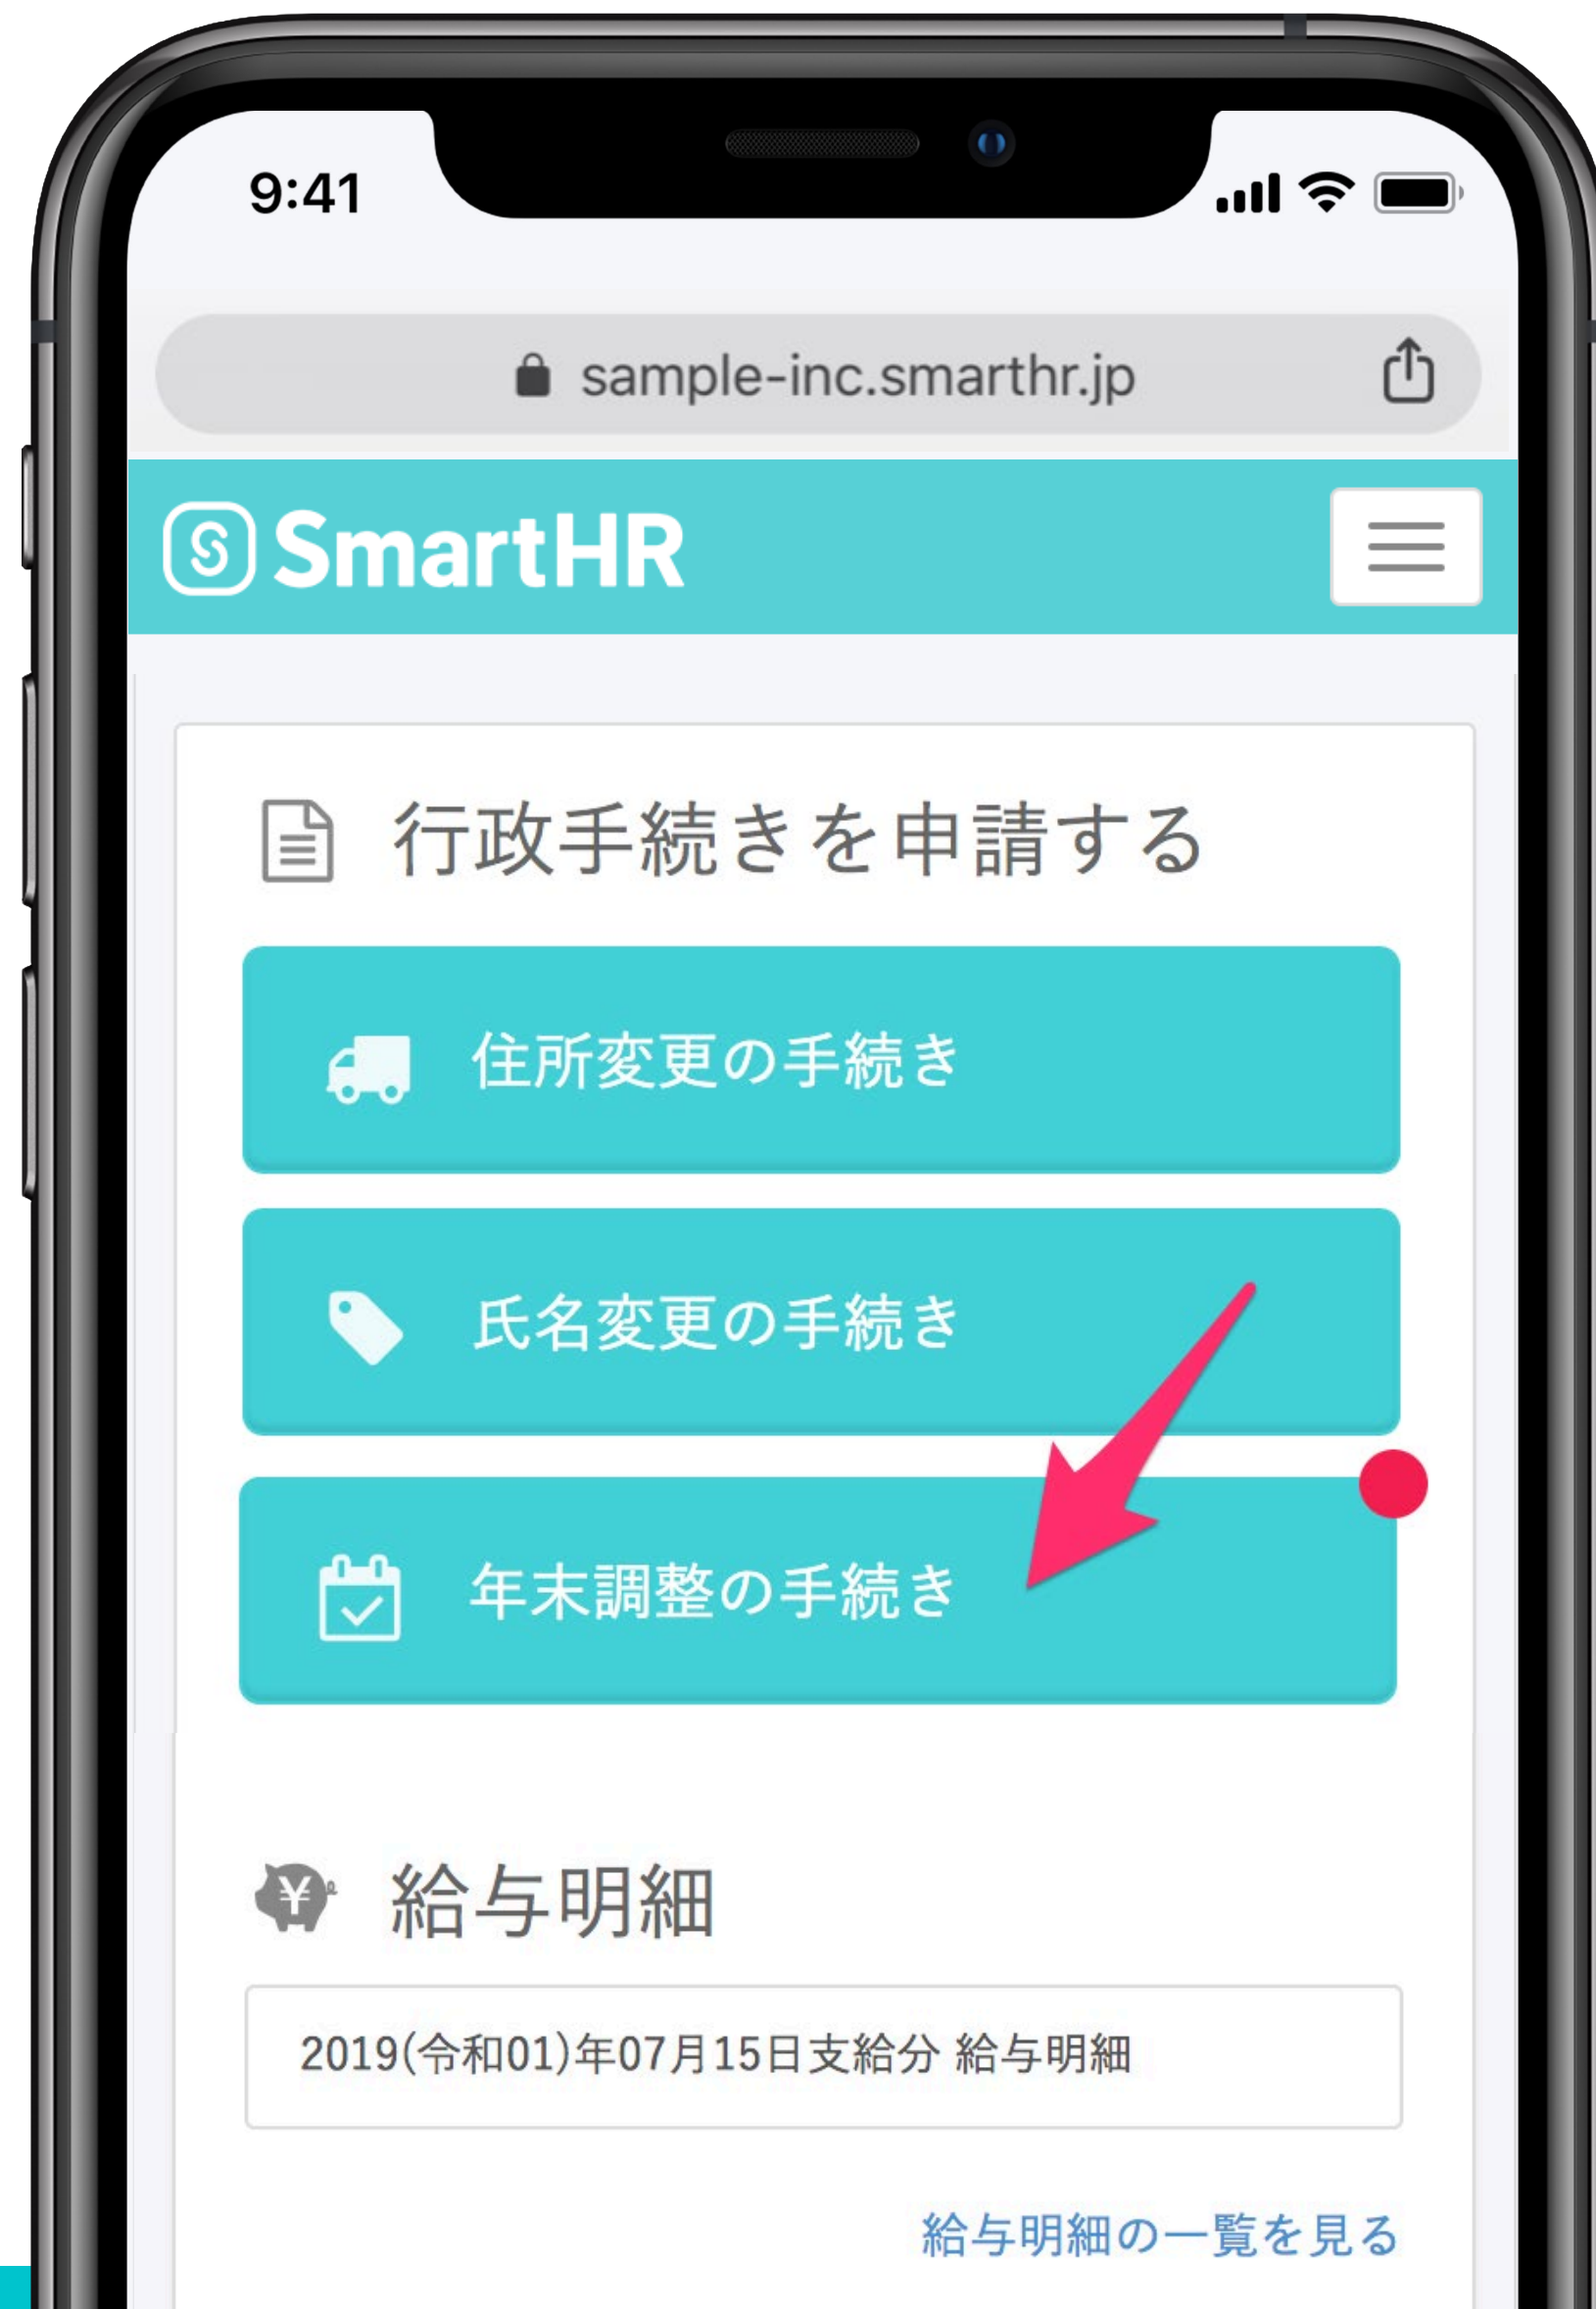 9:41
sample-inc.smarthr.jp
SmartHR
行政手続きを申請する
住所変更の手続き
氏名変更の手続き
年末調整の手続き
給与明細
2019(令和01)年07月15日支給分 給与明細
給与明細の一覧を見る